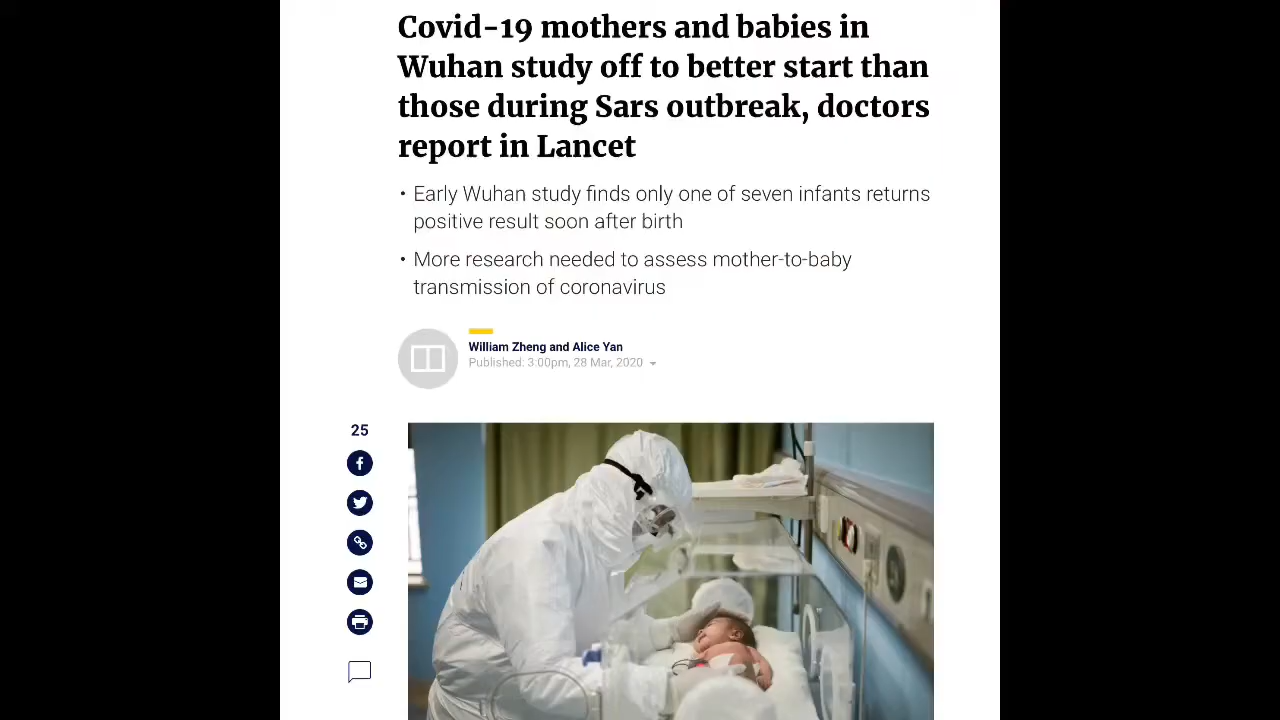 Covid-19 mothers and babies in
Wuhan study off to better start than
those during Sars outbreak, doctors
report in Lancet
• Early Wuhan study finds only one of seven infants returns
positive result soon after birth
• More research needed to assess mother-to-baby
transmission of coronavirus
William Zheng and Alice Yan
Published: 3:00pm, 28 Mar, 2020
25